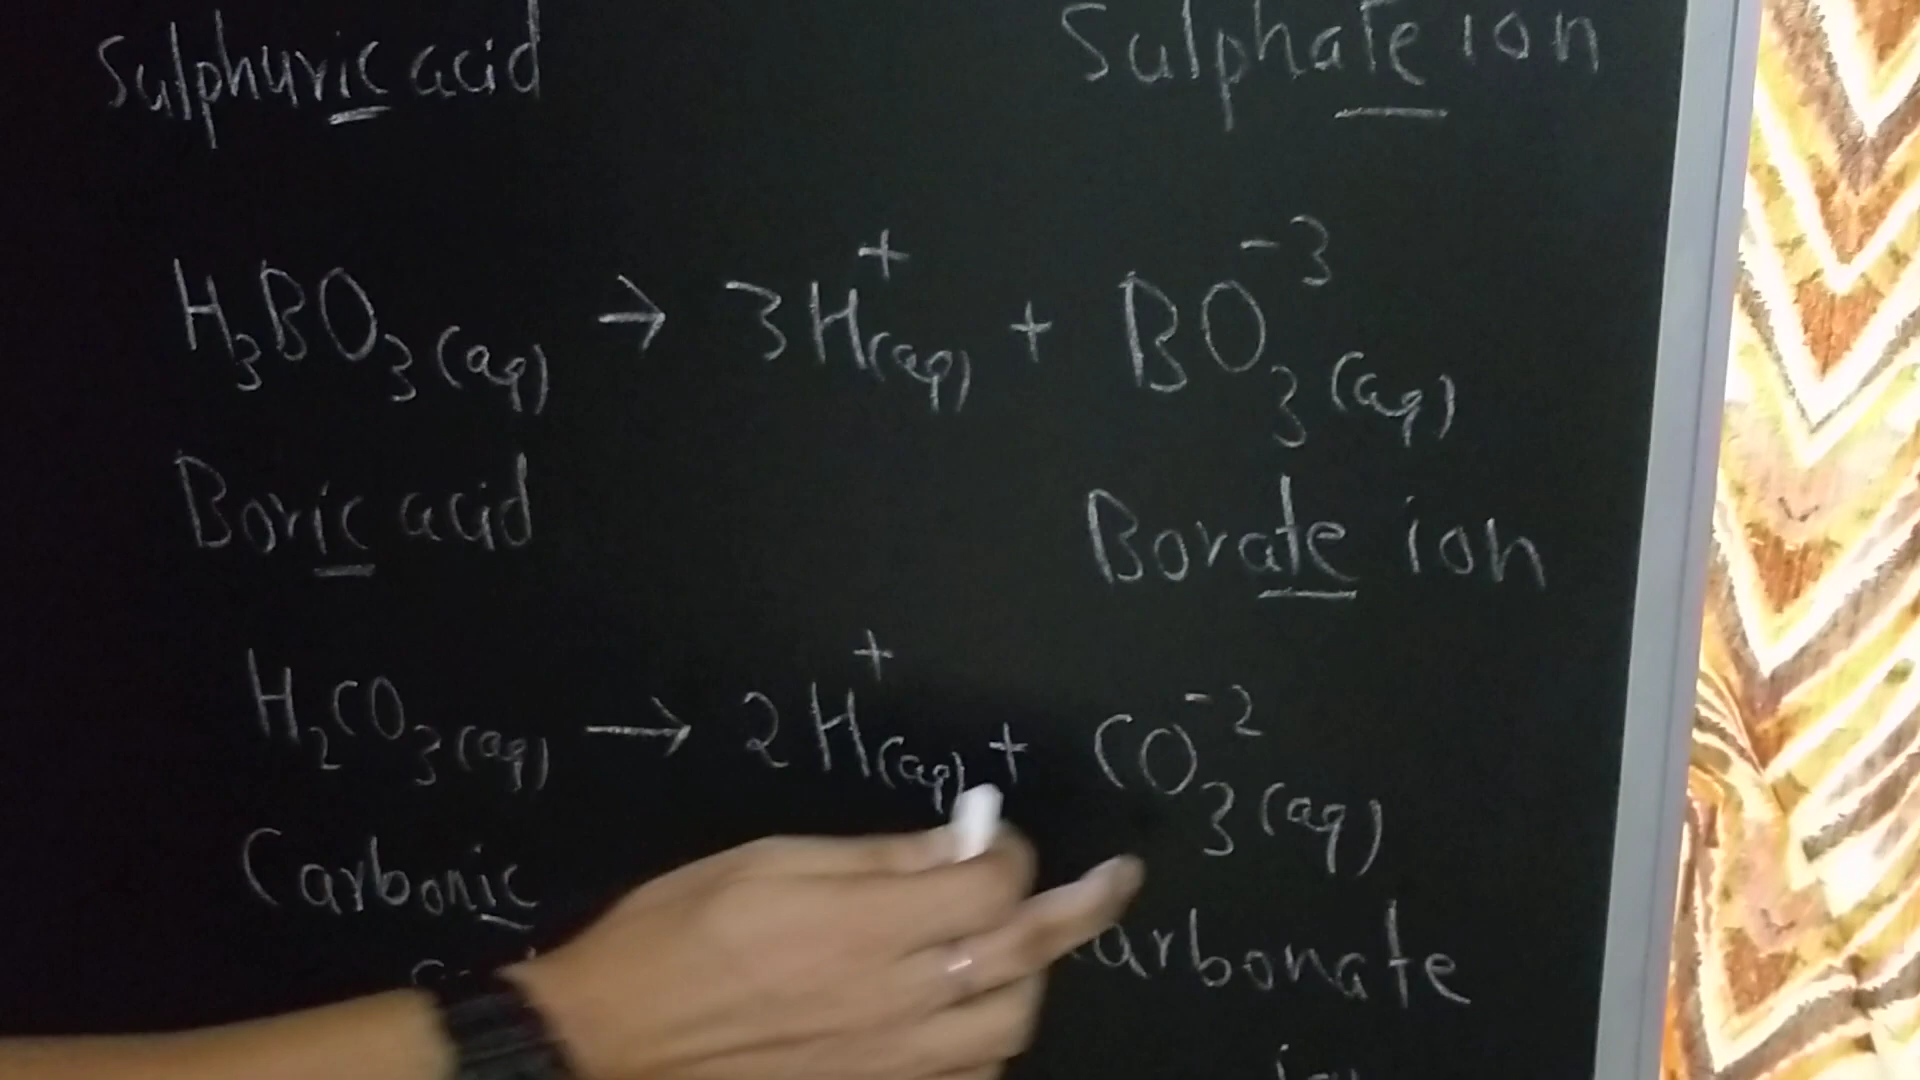 Sulphuric acid Sulphate ion
H₃BO₃(aq) → 3H⁺(aq) + BO₃⁻³(aq)
Boric acid Borate ion
H₂CO₃(aq) → 2H⁺(aq) + CO₃⁻²(aq)
Carbonic arbonate